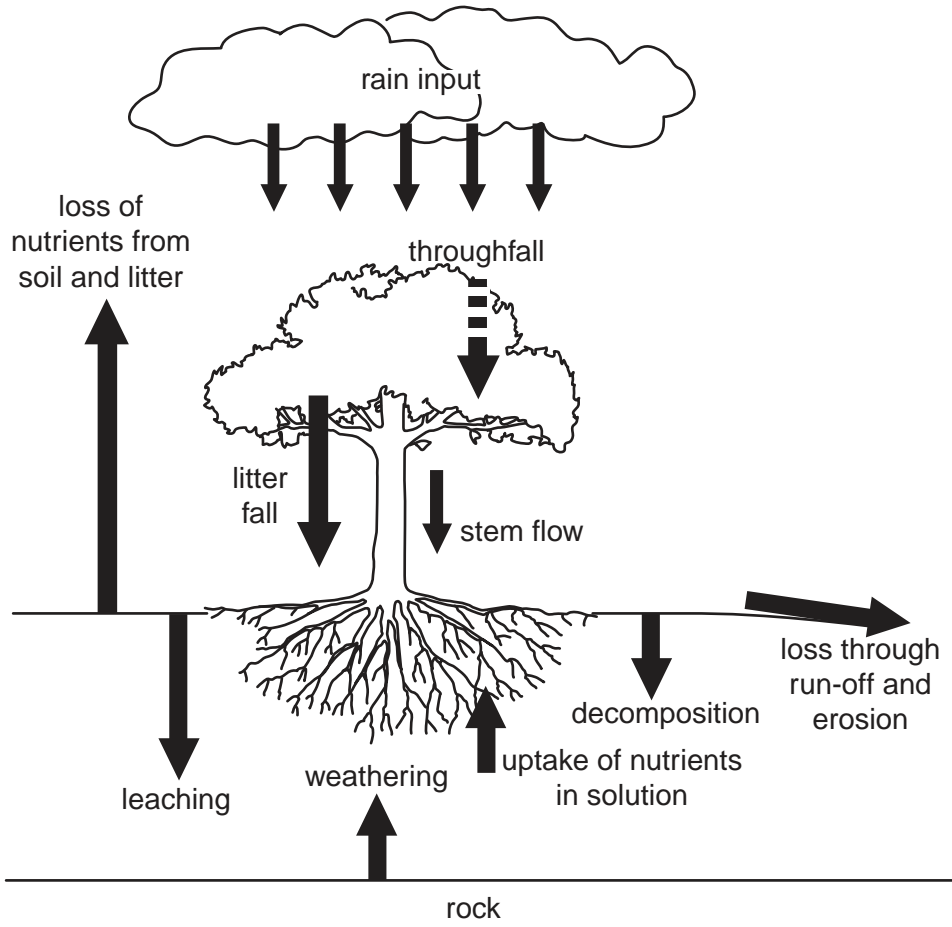 rain input
loss of
nutrients from
soil and litter
throughfall
litter
fall
stem flow
loss through
run-off and
erosion
decomposition
uptake of nutrients
in solution
weathering
leaching
rock